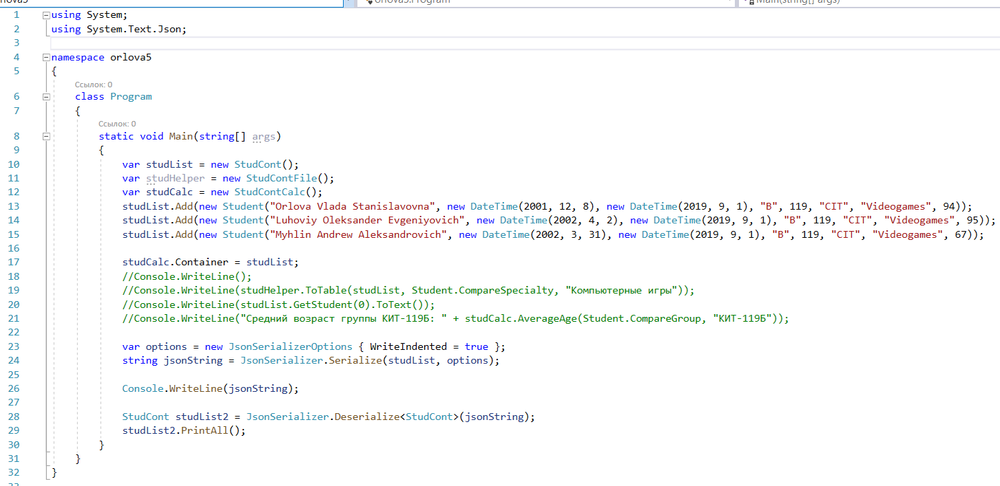 1 using System;
2 using System.Text.Json;
3
4 namespace orlova5
5 {
Ссылок: 0
6 class Program
7 {
Ссылок: 0
8 static void Main(string[] args)
9 {
10 var studList = new StudCont();
11 var studHelper = new StudContFile();
12 var studCalc = new StudContCalc();
13 studList.Add(new Student("Orlova Vlada Stanislavovna", new DateTime(2001, 12, 8), new DateTime(2019, 9, 1), "B", 119, "CIT", "Videogames", 94));
14 studList.Add(new Student("Luhoviy Oleksander Evgeniyovich", new DateTime(2002, 4, 2), new DateTime(2019, 9, 1), "B", 119, "CIT", "Videogames", 95));
15 studList.Add(new Student("Myhlin Andrew Aleksandrovich", new DateTime(2002, 3, 31), new DateTime(2019, 9, 1), "B", 119, "CIT", "Videogames", 67));
16
17 studCalc.Container = studList;
18 //Console.WriteLine();
19 //Console.WriteLine(studHelper.ToTable(studList, Student.CompareSpecialty, "Компьютерные игры"));
20 //Console.WriteLine(studList.GetStudent(0).ToText());
21 //Console.WriteLine("Средний возраст группы КИТ-119Б: " + studCalc.AverageAge(Student.CompareGroup, "КИТ-119Б"));
22
23 var options = new JsonSerializerOptions { WriteIndented = true };
24 string jsonString = JsonSerializer.Serialize(studList, options);
25
26 Console.WriteLine(jsonString);
27
28 StudCont studList2 = JsonSerializer.Deserialize<StudCont>(jsonString);
29 studList2.PrintAll();
30 }
31 }
32 }